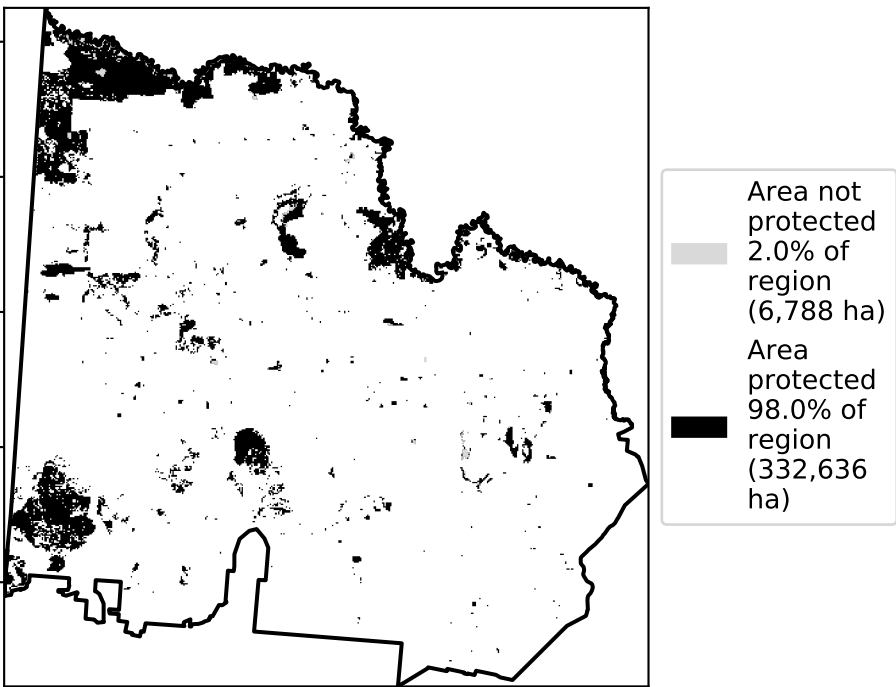 Area not
protected
2.0% of
region
(6,788 ha)
Area
protected
98.0% of
region
(332,636
ha)